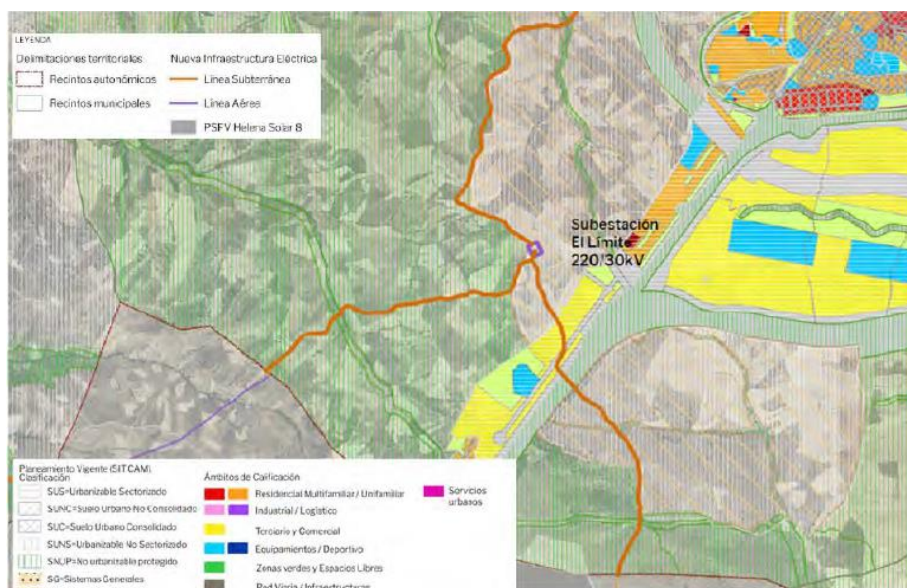 LEYENDA
Delimitaciones territoriales
Recintos autonómicos
Recintos municipales
Nueva Infraestructura Eléctrica
Línea Subterránea
Línea Aérea
PSFV Helena Solar 8
Subestación
El Límite
220/30kV
Planeamiento Vigente (SITCAM)
Clasificación
SUS=Urbanizable Sectorizado
SUNC=Suelo Urbano No Consolidado
SUC=Suelo Urbano Consolidado
SUNS=Urbanizable No Sectorizado
SNUP=No urbanizable protegido
SG=Sistemas Generales
Ámbitos de Calificación
Residencial Multifamiliar / Unifamiliar
Industrial / Logístico
Terciario y Comercial
Equipamientos / Deportivo
Zonas verdes y Espacios Libres
Red Viaria / Infraestructuras
Servicios
urbanos